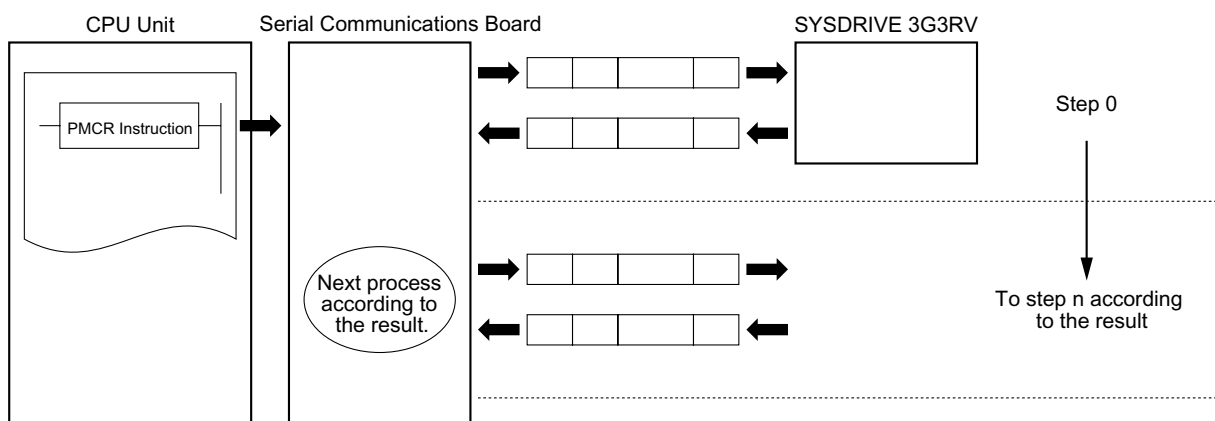 CPU Unit
Serial Communications Board
SYSDRIVE 3G3RV
PMCR Instruction
Step 0
Next process
according to
the result.
To step n according
to the result